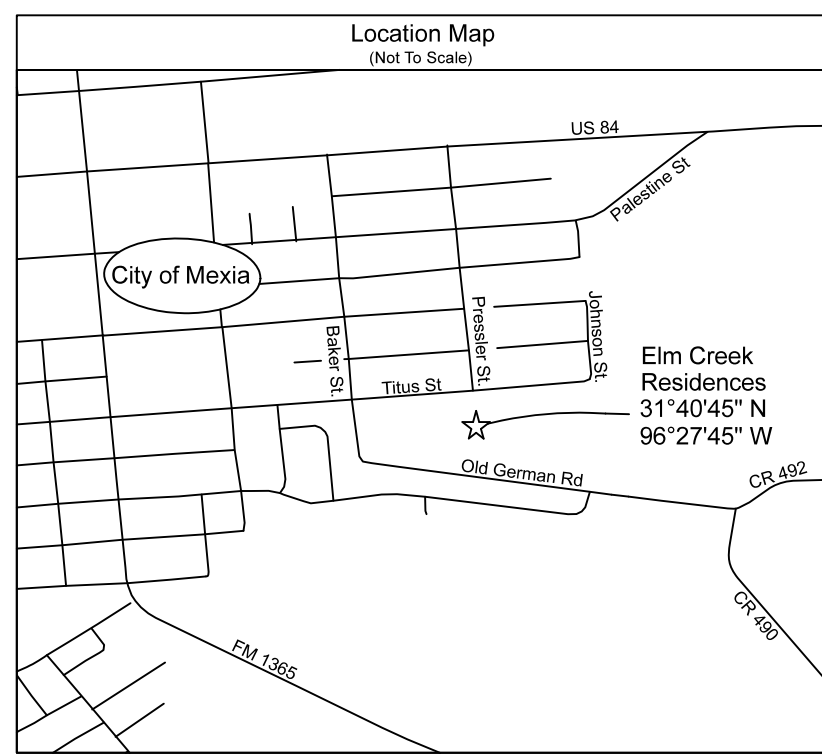 Location Map
(Not To Scale)
US 84
Palestine St
City of Mexia
Baker St.
Pressler St.
Johnson St.
Titus St
Elm Creek
Residences
31°40'45" N
96°27'45" W
Old German Rd
CR 492
CR 490
FM 1365